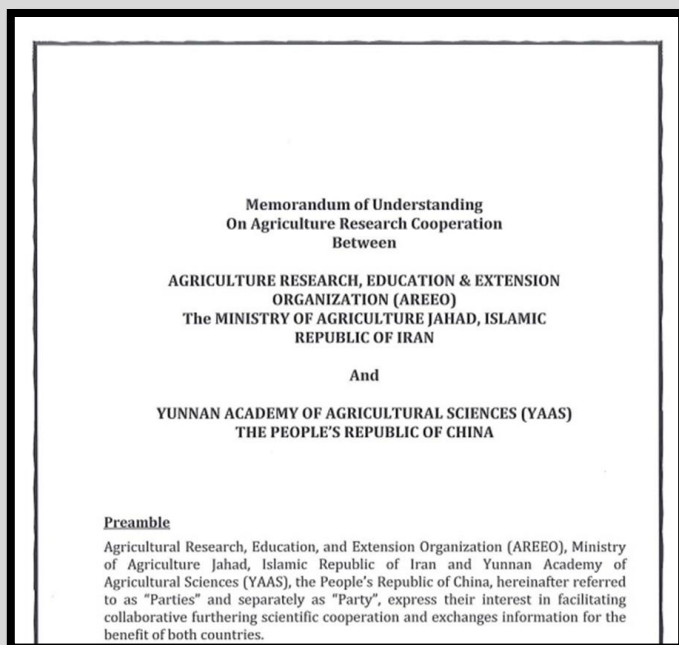 Memorandum of Understanding
On Agriculture Research Cooperation
Between
AGRICULTURE RESEARCH, EDUCATION & EXTENSION
ORGANIZATION (AREEO)
The MINISTRY OF AGRICULTURE JAHAD, ISLAMIC
REPUBLIC OF IRAN
And
YUNNAN ACADEMY OF AGRICULTURAL SCIENCES (YAAS)
THE PEOPLE'S REPUBLIC OF CHINA
Preamble
Agricultural Research, Education, and Extension Organization (AREEO), Ministry
of Agriculture Jahad, Islamic Republic of Iran and Yunnan Academy of
Agricultural Sciences (YAAS), the People's Republic of China, hereinafter referred
to as "Parties" and separately as "Party", express their interest in facilitating
collaborative furthering scientific cooperation and exchanges information for the
benefit of both countries.